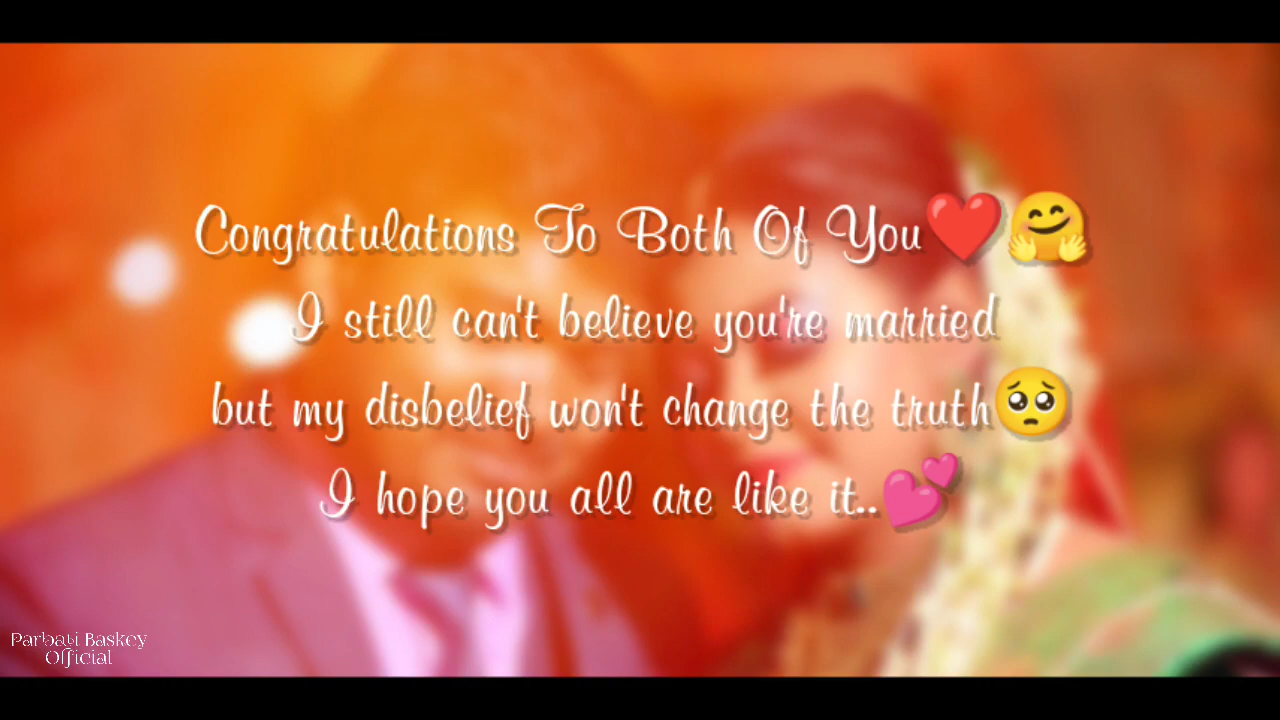 Congratulations To Both Of You❤️🤗
I still can't believe you're married
but my disbelief won't change the truth🥺
I hope you all are like it..💕
Parbati Baskey
Official